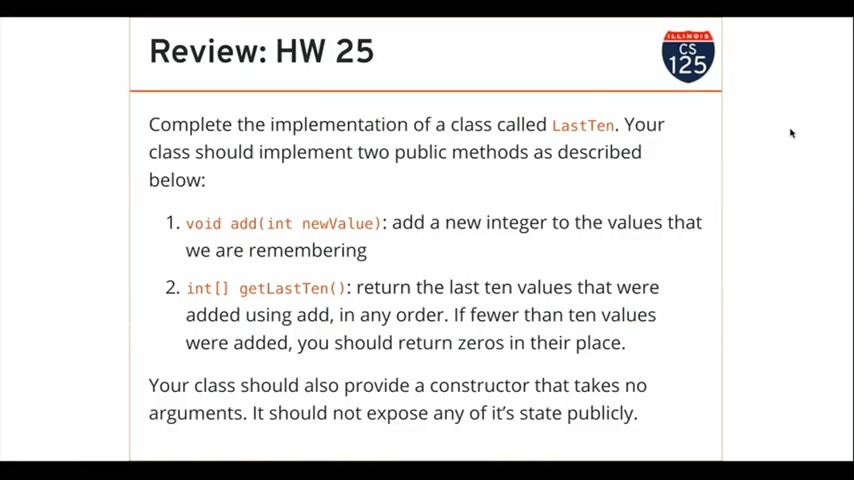 Review: HW 25
ILLINOIS
CS
125
Complete the implementation of a class called LastTen. Your
class should implement two public methods as described
below:
1. void add(int newValue): add a new integer to the values that
we are remembering
2. int[] getLastTen(): return the last ten values that were
added using add, in any order. If fewer than ten values
were added, you should return zeros in their place.
Your class should also provide a constructor that takes no
arguments. It should not expose any of it's state publicly.